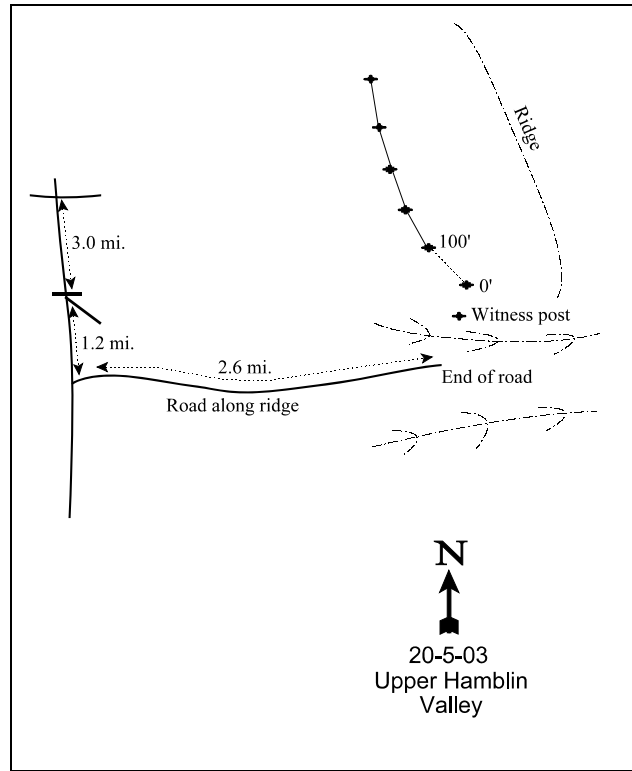 Ridge
3.0 mi.
100'
0'
Witness post
1.2 mi.
2.6 mi.
End of road
Road along ridge
N
20-5-03
Upper Hamblin
Valley